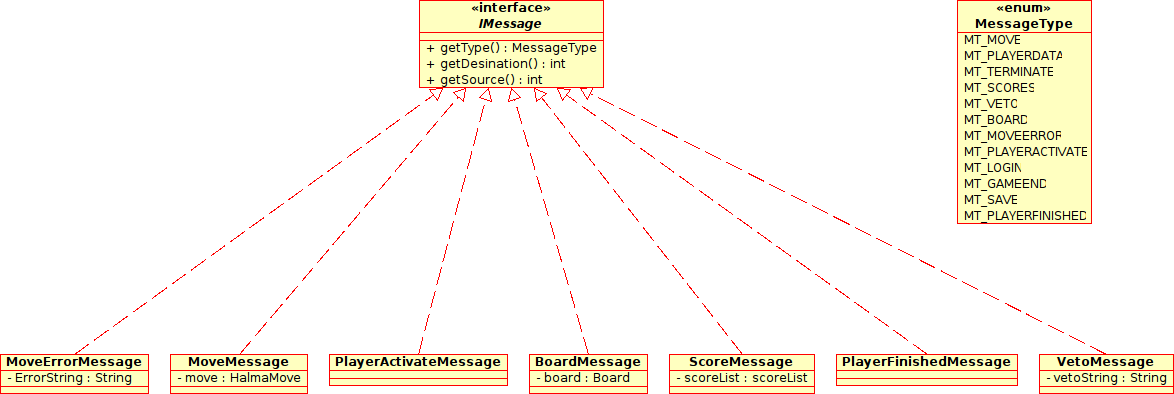 «interface»
IMessage
+ getType() : MessageType
+ getDesination() : int
+ getSource() : int
«enum»
MessageType
MT_MOVE
MT_PLAYERDATA
MT_TERMINATE
MT_SCORES
MT_VETO
MT_BOARD
MT_MOVEERROR
MT_PLAYERACTIVATE
MT_LOGIN
MT_GAMEEND
MT_SAVE
MT_PLAYERFINISHED
MoveErrorMessage
- ErrorString : String
MoveMessage
- move : HalmaMove
PlayerActivateMessage
BoardMessage
- board : Board
ScoreMessage
- scoreList : scoreList
PlayerFinishedMessage
VetoMessage
- vetoString : String